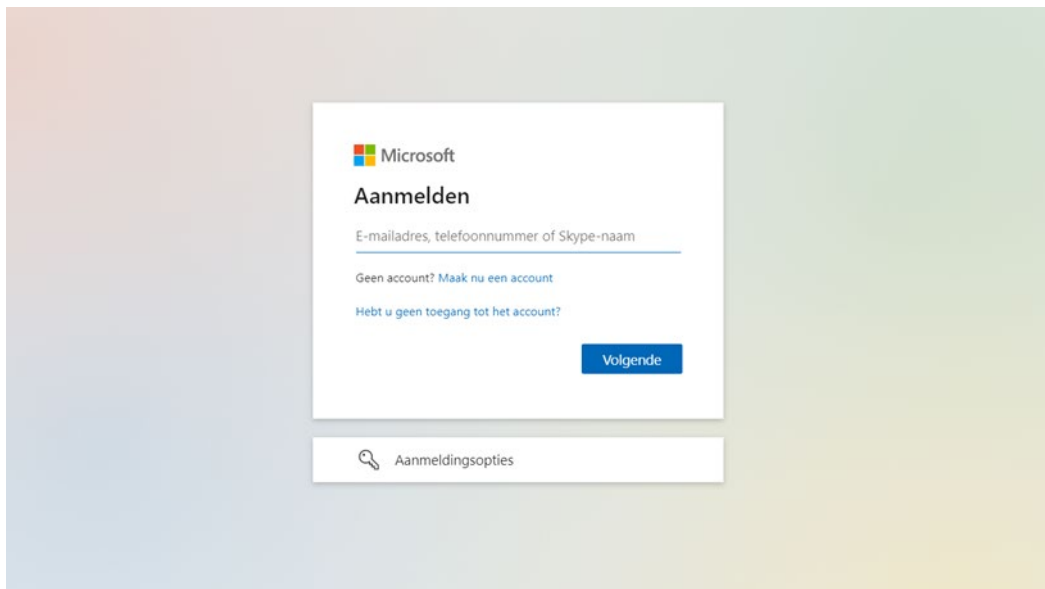 Microsoft
Aanmelden
E-mailadres, telefoonnummer of Skype-naam
Geen account? Maak nu een account
Hebt u geen toegang tot het account?
Volgende
Aanmeldingsopties